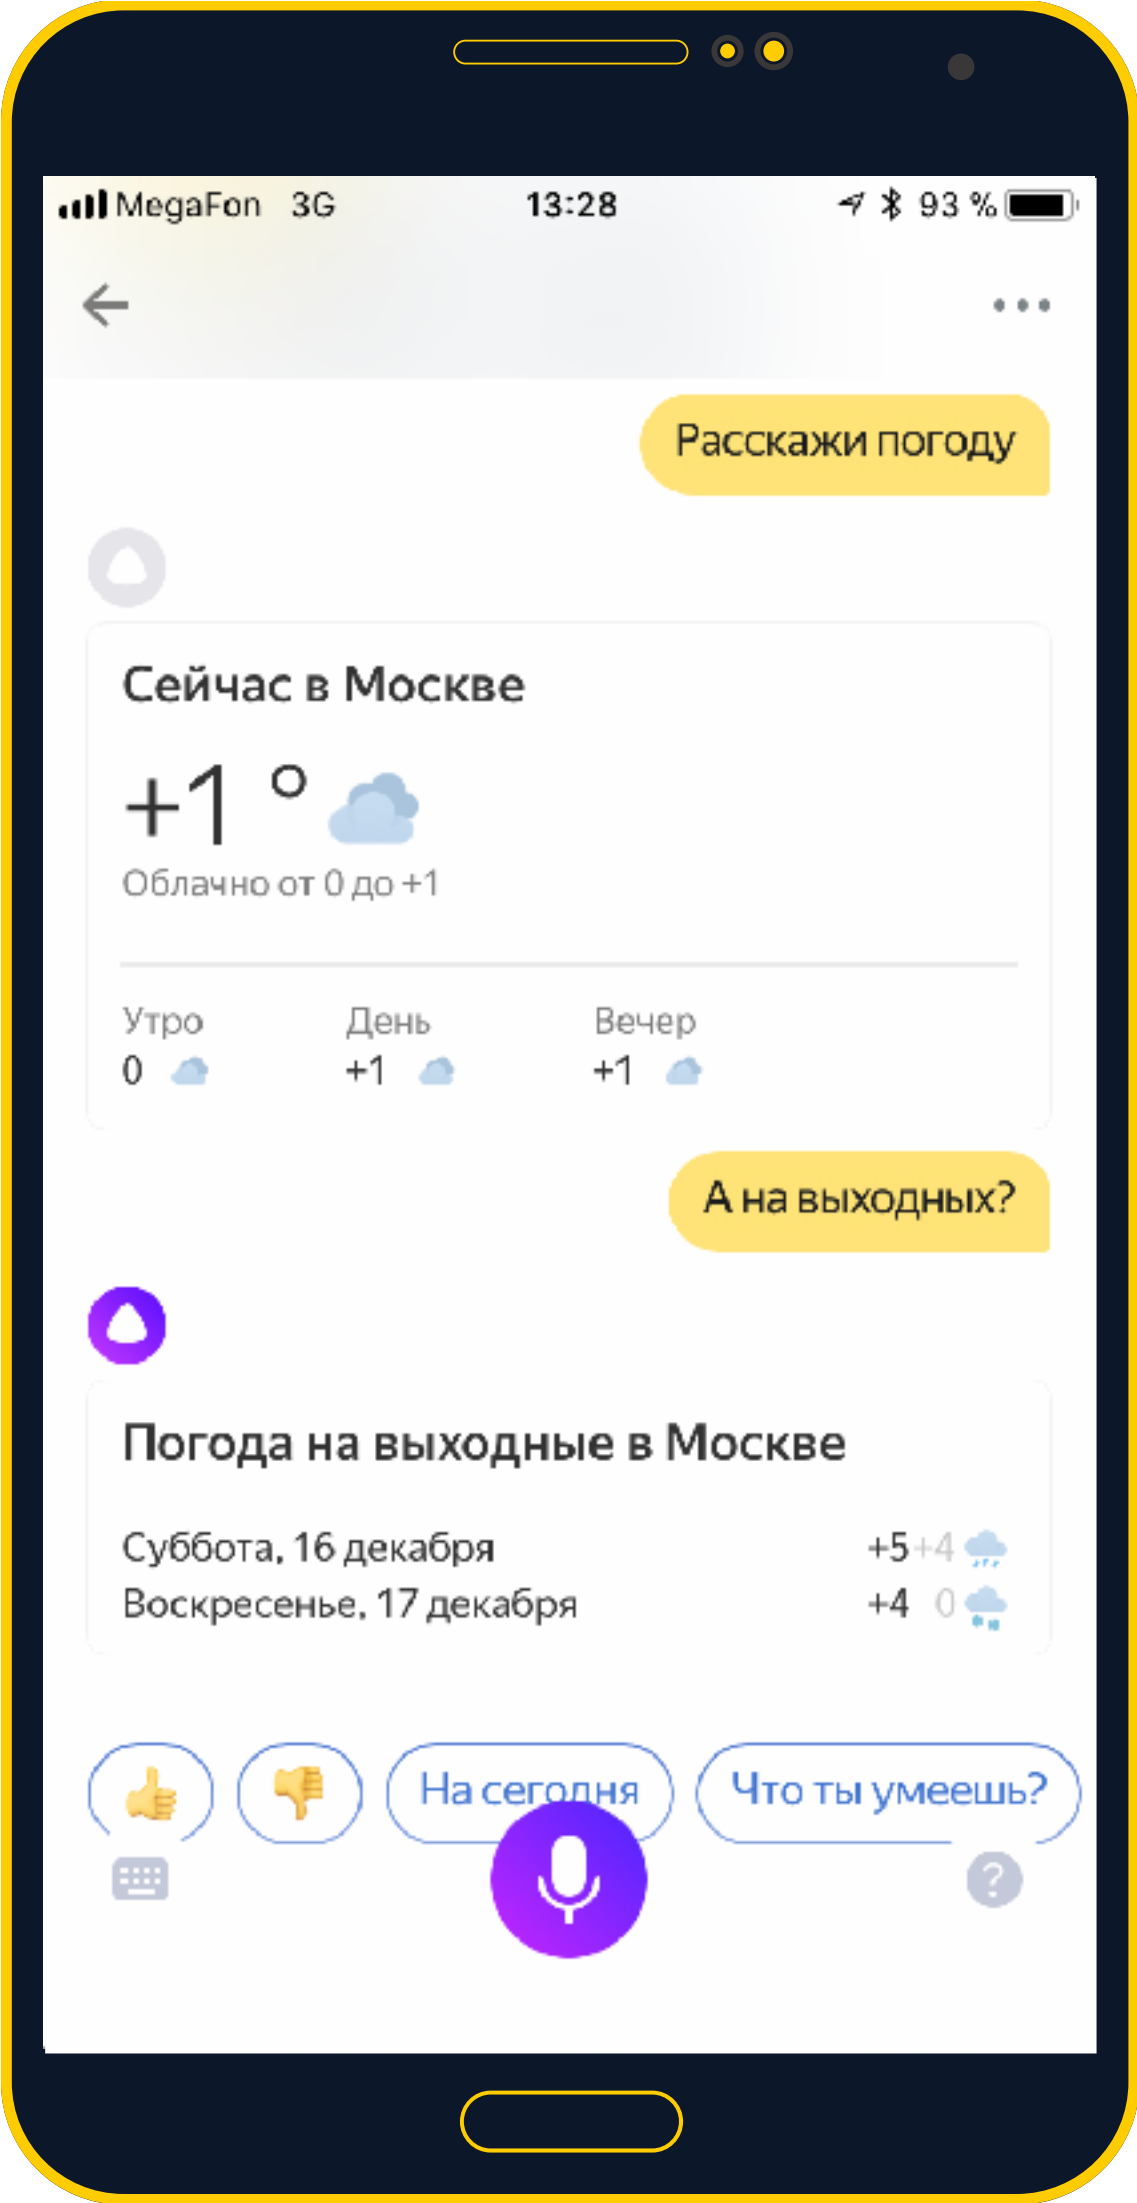 MegaFon 3G 13:28 93 %
Расскажи погоду
Сейчас в Москве
+1 °
Облачно от 0 до +1
Утро День Вечер
0 +1 +1
А на выходных?
Погода на выходные в Москве
Суббота, 16 декабря +5 +4
Воскресенье, 17 декабря +4 0
На сегодня Что ты умеешь?
?